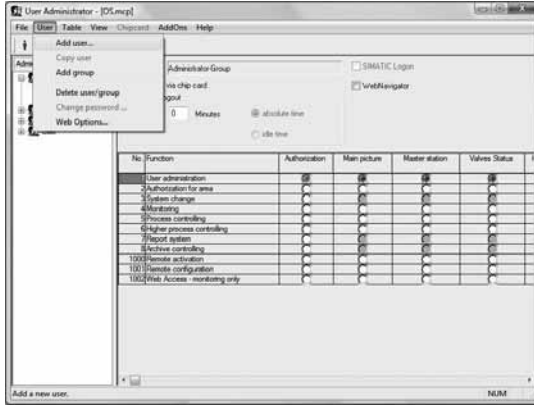 User Administrator - [OS.mcp]
File User Table View Chipcard AddOns Help
Add user...
Copy user
Add group
Delete user/group
Change password ...
Web Options...
Administrator-Group
SIMATIC Logon
via chip card
WebNavigator
0 Minutes
absolute time
idle time
No. Function Authorization Main picture Master station Valves Status
1 User administration
2 Authorization for area
3 System change
4 Monitoring
5 Process controlling
6 Higher process controlling
7 Report system
8 Archive controlling
1000 Remote activation
1001 Remote configuration
1002 Web Access - monitoring only
Add a new user.
NUM